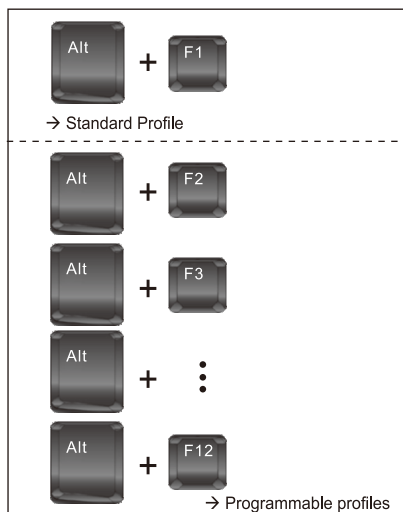 Alt + F1
→ Standard Profile
Alt + F2
Alt + F3
Alt + ⋮
Alt + F12
→ Programmable profiles